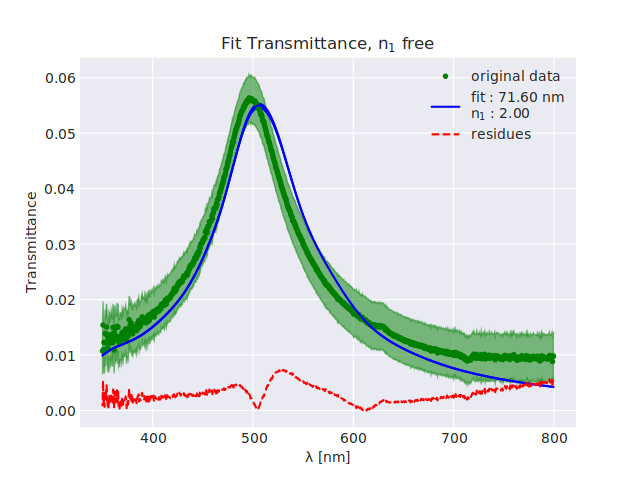 Fit Transmittance, n₁ free
0.06
0.05
0.04
0.03
0.02
0.01
0.00
Transmittance
original data
fit : 71.60 nm
n₁ : 2.00
residues
400
500
600
700
800
λ [nm]